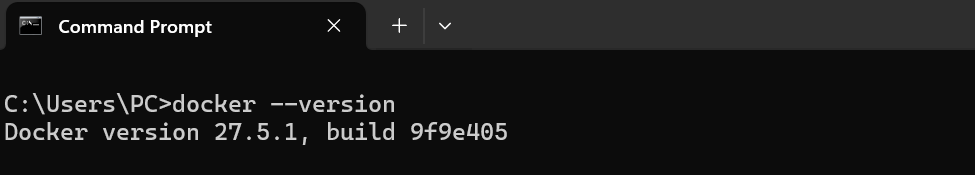 Command Prompt
C:\Users\PC>docker --version
Docker version 27.5.1, build 9f9e405